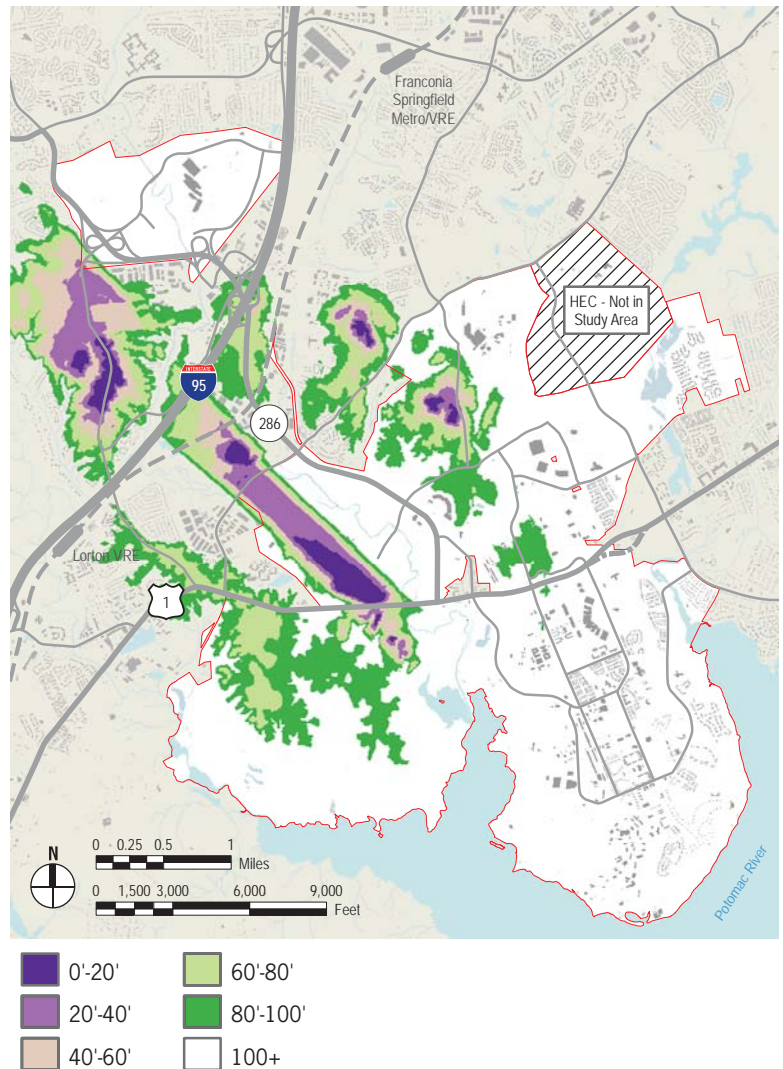 Franconia
Springfield
Metro/VRE
HEC - Not in
Study Area
INTERSTATE
95
286
Lorton VRE
1
N
0 0.25 0.5 1
Miles
0 1,500 3,000 6,000 9,000
Feet
Potomac River
0'-20'
60'-80'
20'-40'
80'-100'
40'-60'
100+